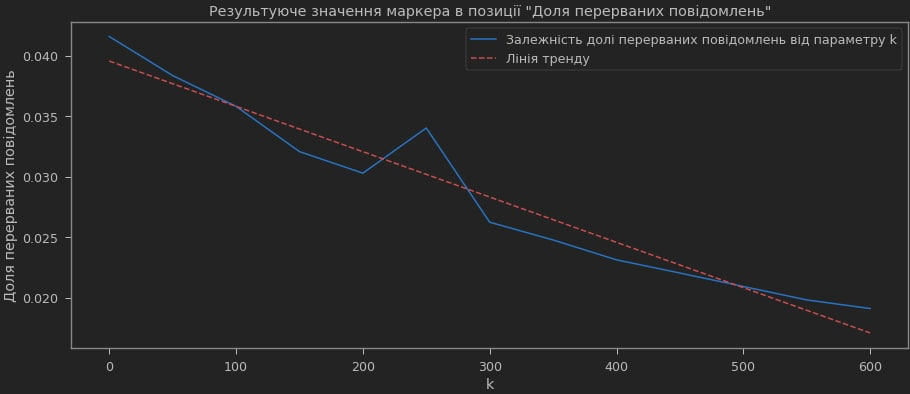 Результуюче значення маркера в позиції "Доля перерваних повідомлень"
Залежність долі перерваних повідомлень від параметру k
Лінія тренду
Доля перерваних повідомлень
0.040
0.035
0.030
0.025
0.020
0 100 200 300 400 500 600
k